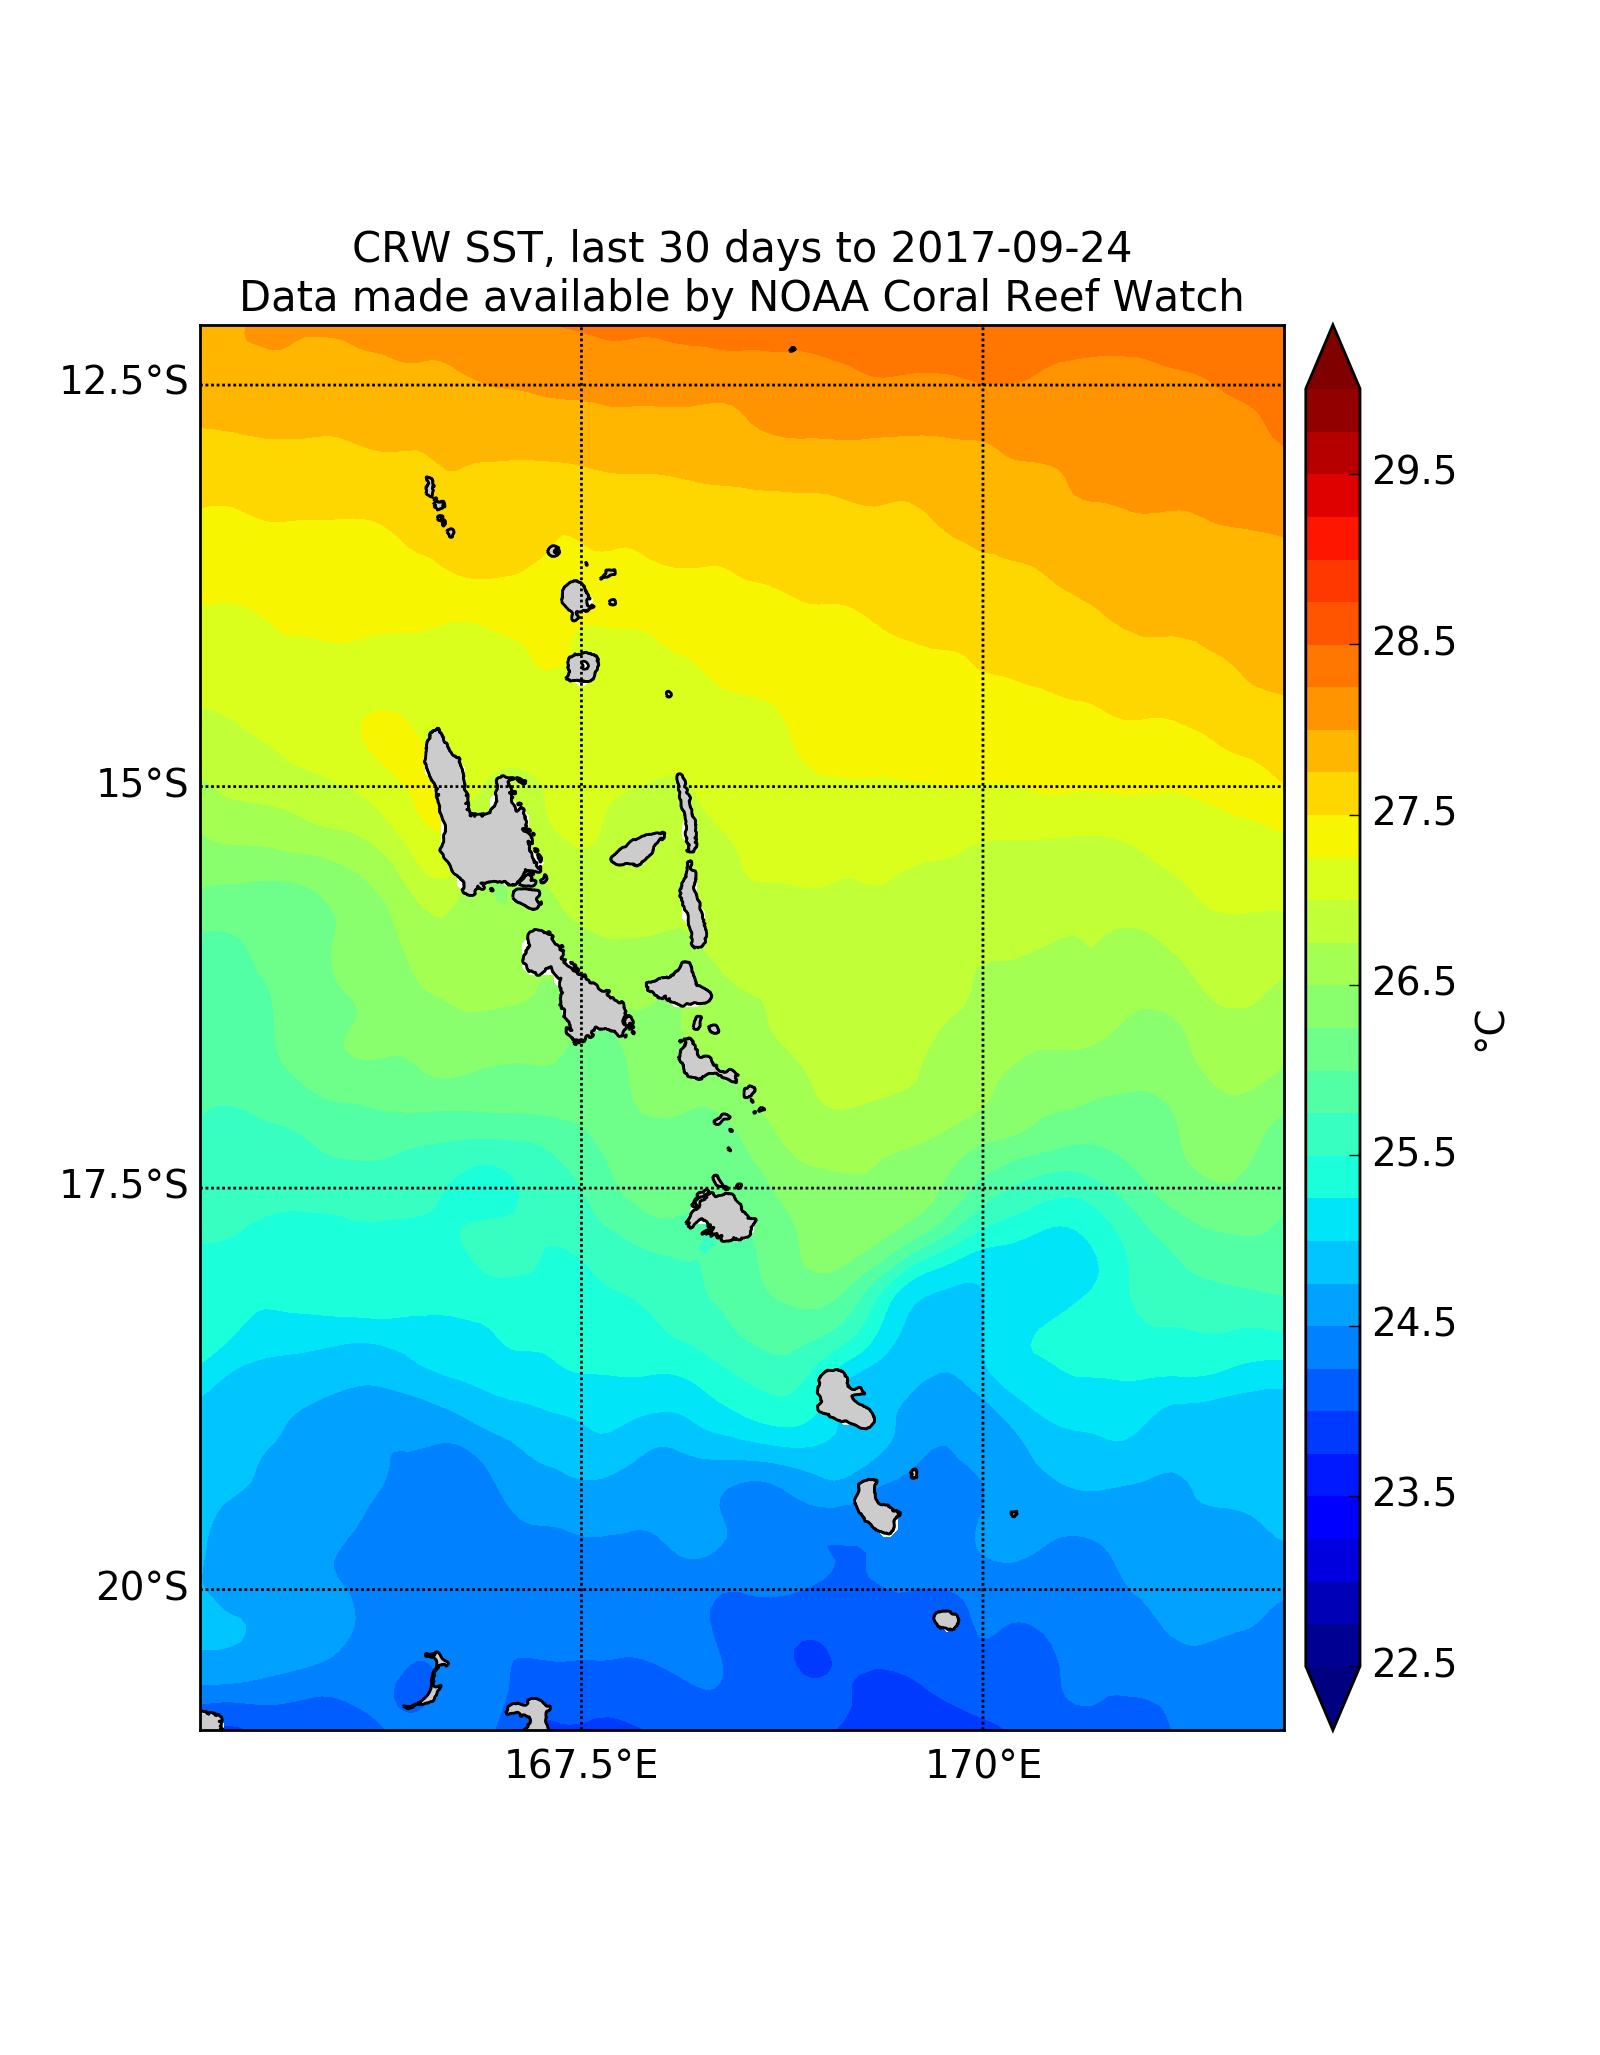 CRW SST, last 30 days to 2017-09-24
Data made available by NOAA Coral Reef Watch
12.5°S
15°S
17.5°S
20°S
167.5°E
170°E
29.5
28.5
27.5
26.5
25.5
24.5
23.5
22.5
°C